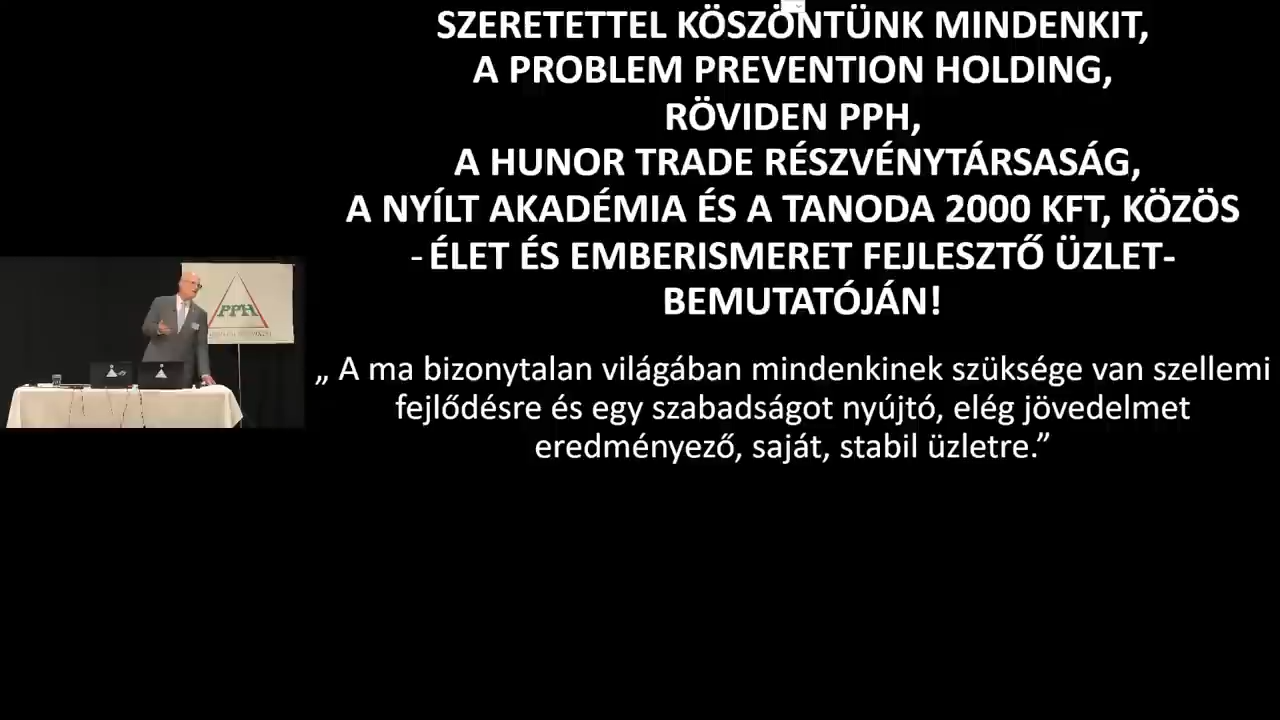 SZERETETTEL KÖSZÖNTÜNK MINDENKIT,
A PROBLEM PREVENTION HOLDING,
RÖVIDEN PPH,
A HUNOR TRADE RÉSZVÉNYTÁRSASÁG,
A NYÍLT AKADÉMIA ÉS A TANODA 2000 KFT, KÖZÖS
- ÉLET ÉS EMBERISMERET FEJLESZTŐ ÜZLET-
BEMUTATÓJÁN!
„ A ma bizonytalan világában mindenkinek szüksége van szellemi
fejlődésre és egy szabadságot nyújtó, elég jövedelmet
eredményező, saját, stabil üzletre.”
PPH